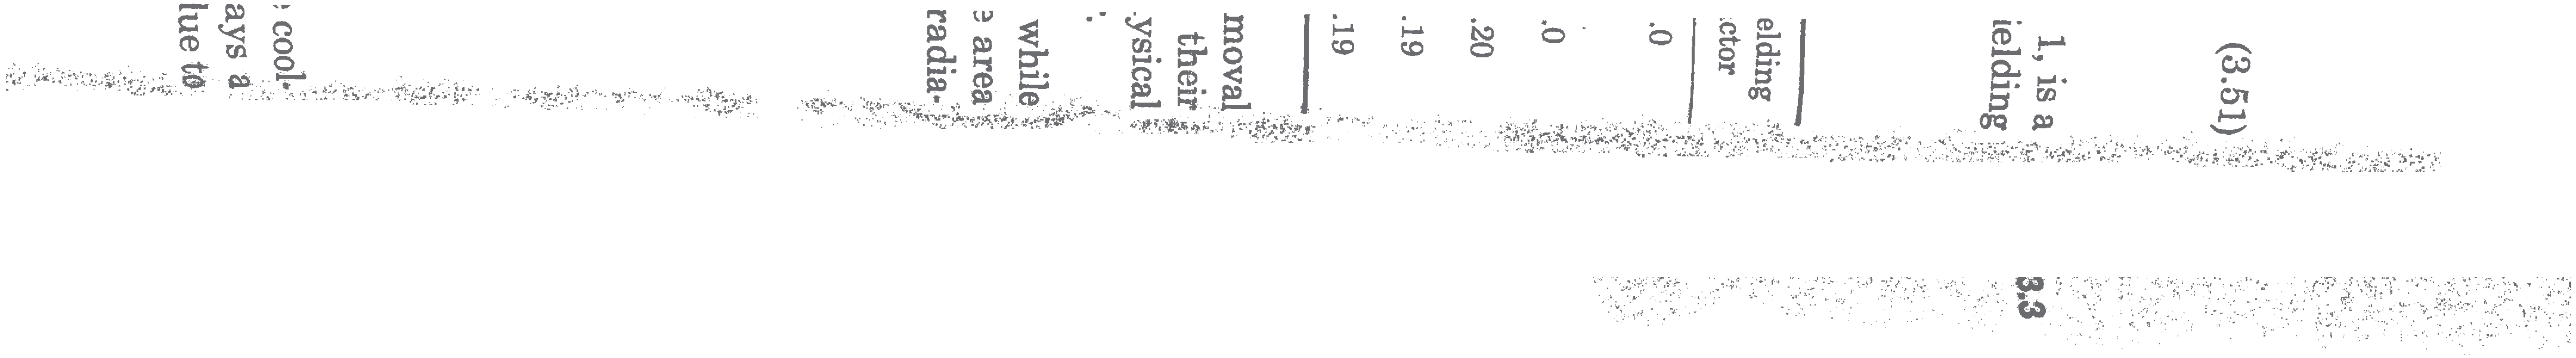 (3.51)
1, is a
ielding
elding
ctor
.0
.0
.20
.19
.19
moval
their
ysical
while
area
radia-
cool-
ays a
lue to
3.3